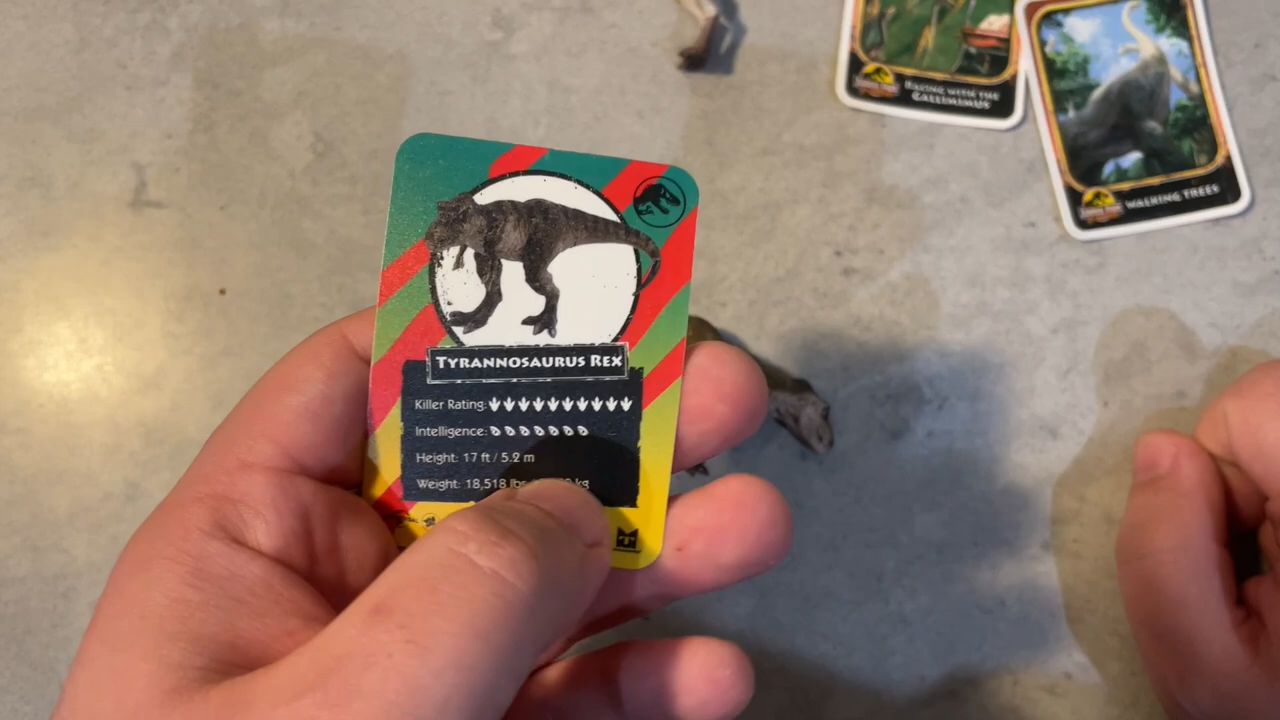 RACING WITH THE
GALLIMIMUS
WALKING TREES
TYRANNOSAURUS REX
Killer Rating:
Intelligence:
Height: 17 ft / 5.2 m
Weight: 18,518 lbs kg